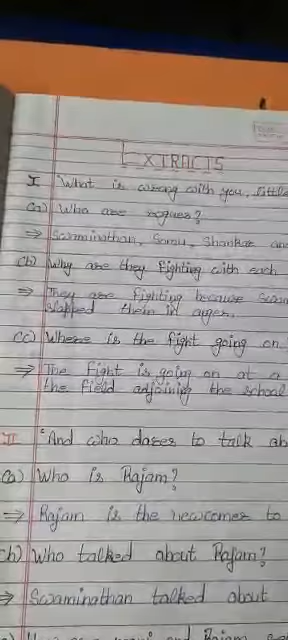 EXTRACTS
I What is wrong with you, little
(a) Who are rogues?
⇒ Swaminathan, Somu, Shankar and
(b) Why are they fighting with each
⇒ They are fighting because Som
slapped them in anger.
(c) Where is the fight going on
⇒ The fight is going on at a
the field adjoining the school
II "And who dares to talk ab
(a) Who is Rajam?
⇒ Rajam is the newcomer to
(b) Who talked about Rajam?
⇒ Swaminathan talked about